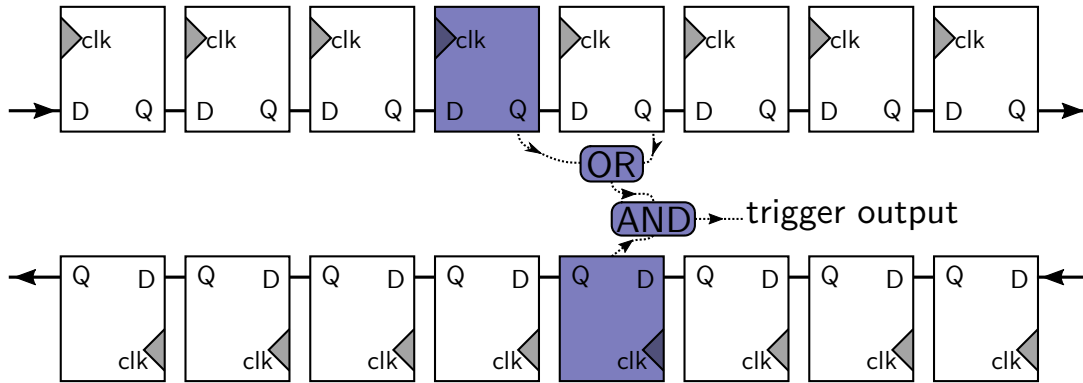 clk clk clk clk clk clk clk clk
D Q D Q D Q D Q D Q D Q D Q D Q
OR
AND trigger output
Q D Q D Q D Q D Q D Q D Q D Q D
clk clk clk clk clk clk clk clk